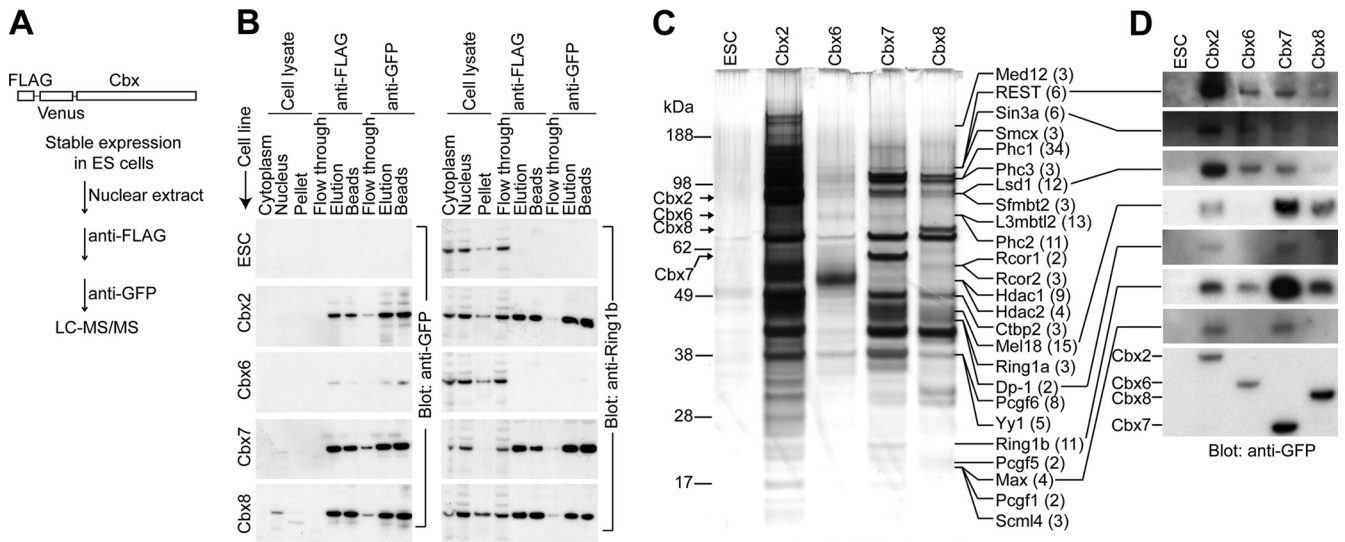 A
FLAG
Cbx
Venus
Stable expression
in ES cells
Nuclear extract
anti-FLAG
anti-GFP
LC-MS/MS
B
Cell line
Cell lysate
anti-FLAG
anti-GFP
Cytoplasm
Nucleus
Pellet
Flow through
Elution
Beads
Flow through
Elution
Beads
ESC
Cbx2
Cbx6
Cbx7
Cbx8
Blot: anti-GFP
Cell lysate
anti-FLAG
anti-GFP
Cytoplasm
Nucleus
Pellet
Flow through
Elution
Beads
Flow through
Elution
Beads
Blot: anti-Ring1b
C
ESC
Cbx2
Cbx6
Cbx7
Cbx8
kDa
188
98
Cbx2
Cbx6
Cbx8
62
Cbx7
49
38
28
17
Med12 (3)
REST (6)
Sin3a (6)
Smcx (3)
Phc1 (34)
Phc3 (3)
Lsd1 (12)
Sfmbt2 (3)
L3mbtl2 (13)
Phc2 (11)
Rcor1 (2)
Rcor2 (3)
Hdac1 (9)
Hdac2 (4)
Ctbp2 (3)
Mel18 (15)
Ring1a (3)
Dp-1 (2)
Pcgf6 (8)
Yy1 (5)
Ring1b (11)
Pcgf5 (2)
Max (4)
Pcgf1 (2)
Scml4 (3)
D
ESC
Cbx2
Cbx6
Cbx7
Cbx8
Cbx2
Cbx6
Cbx8
Cbx7
Blot: anti-GFP